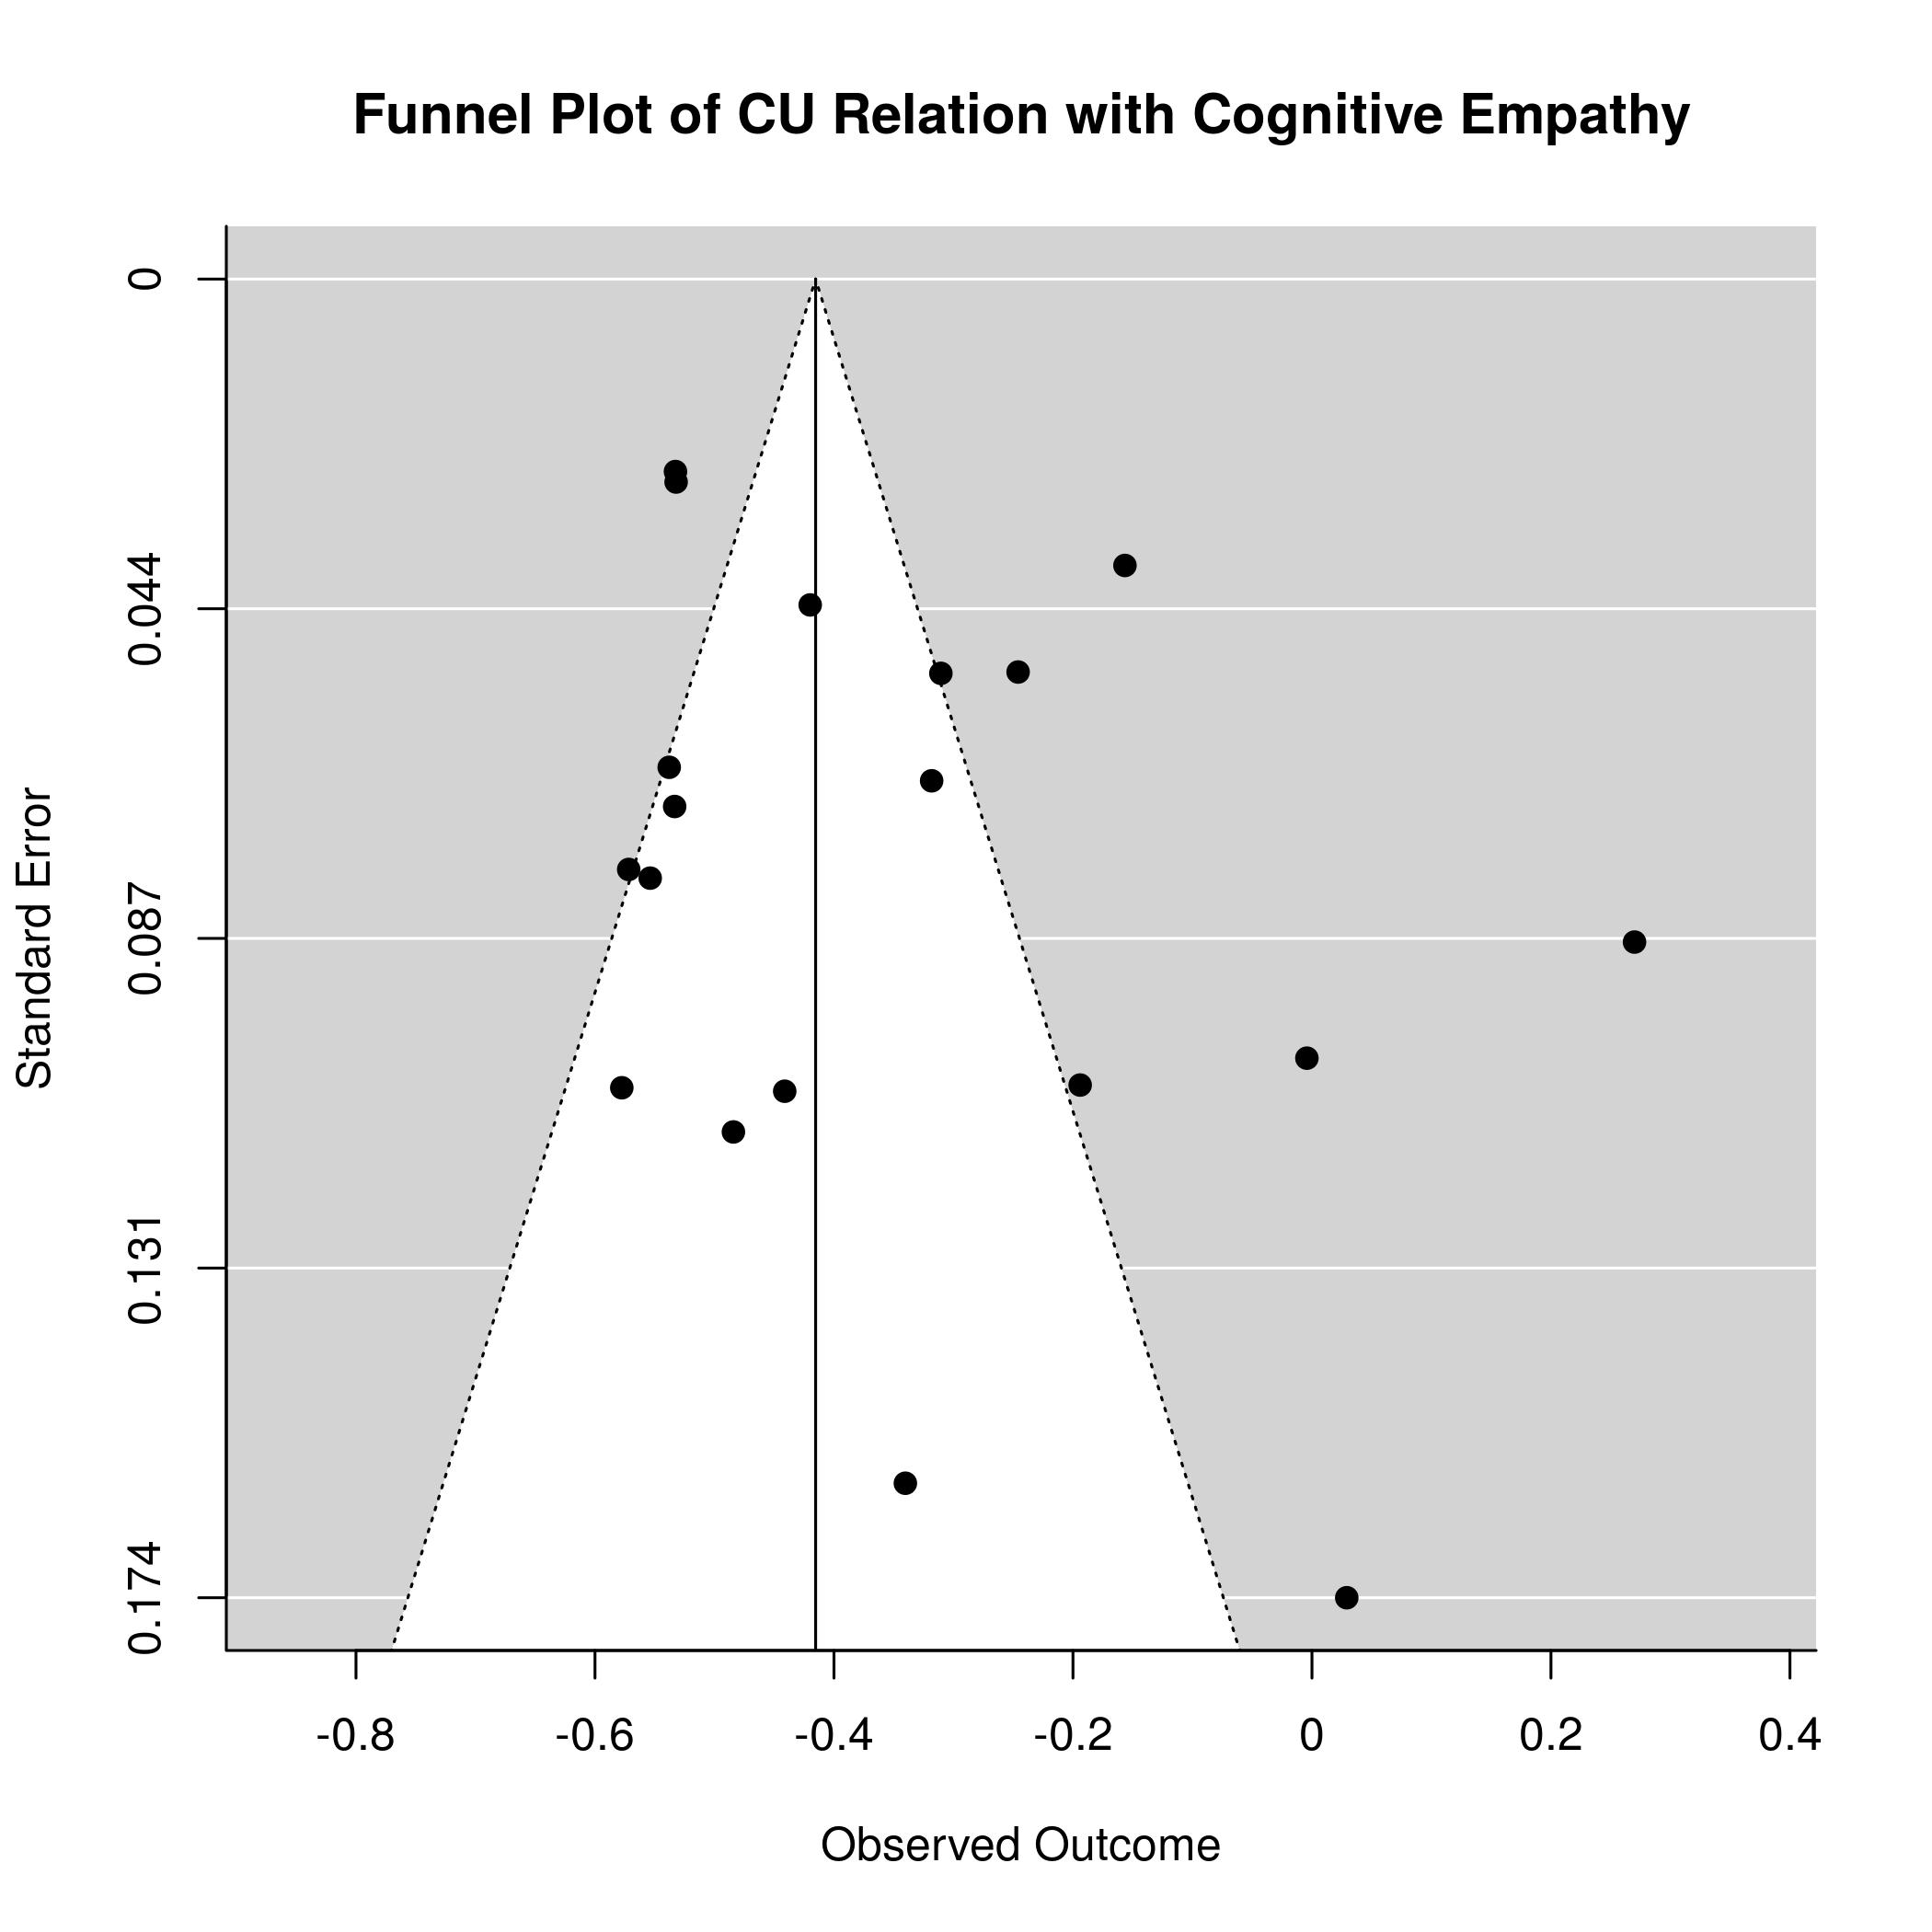 Funnel Plot of CU Relation with Cognitive Empathy
Standard Error
0
0.044
0.087
0.131
0.174
-0.8 -0.6 -0.4 -0.2 0 0.2 0.4
Observed Outcome